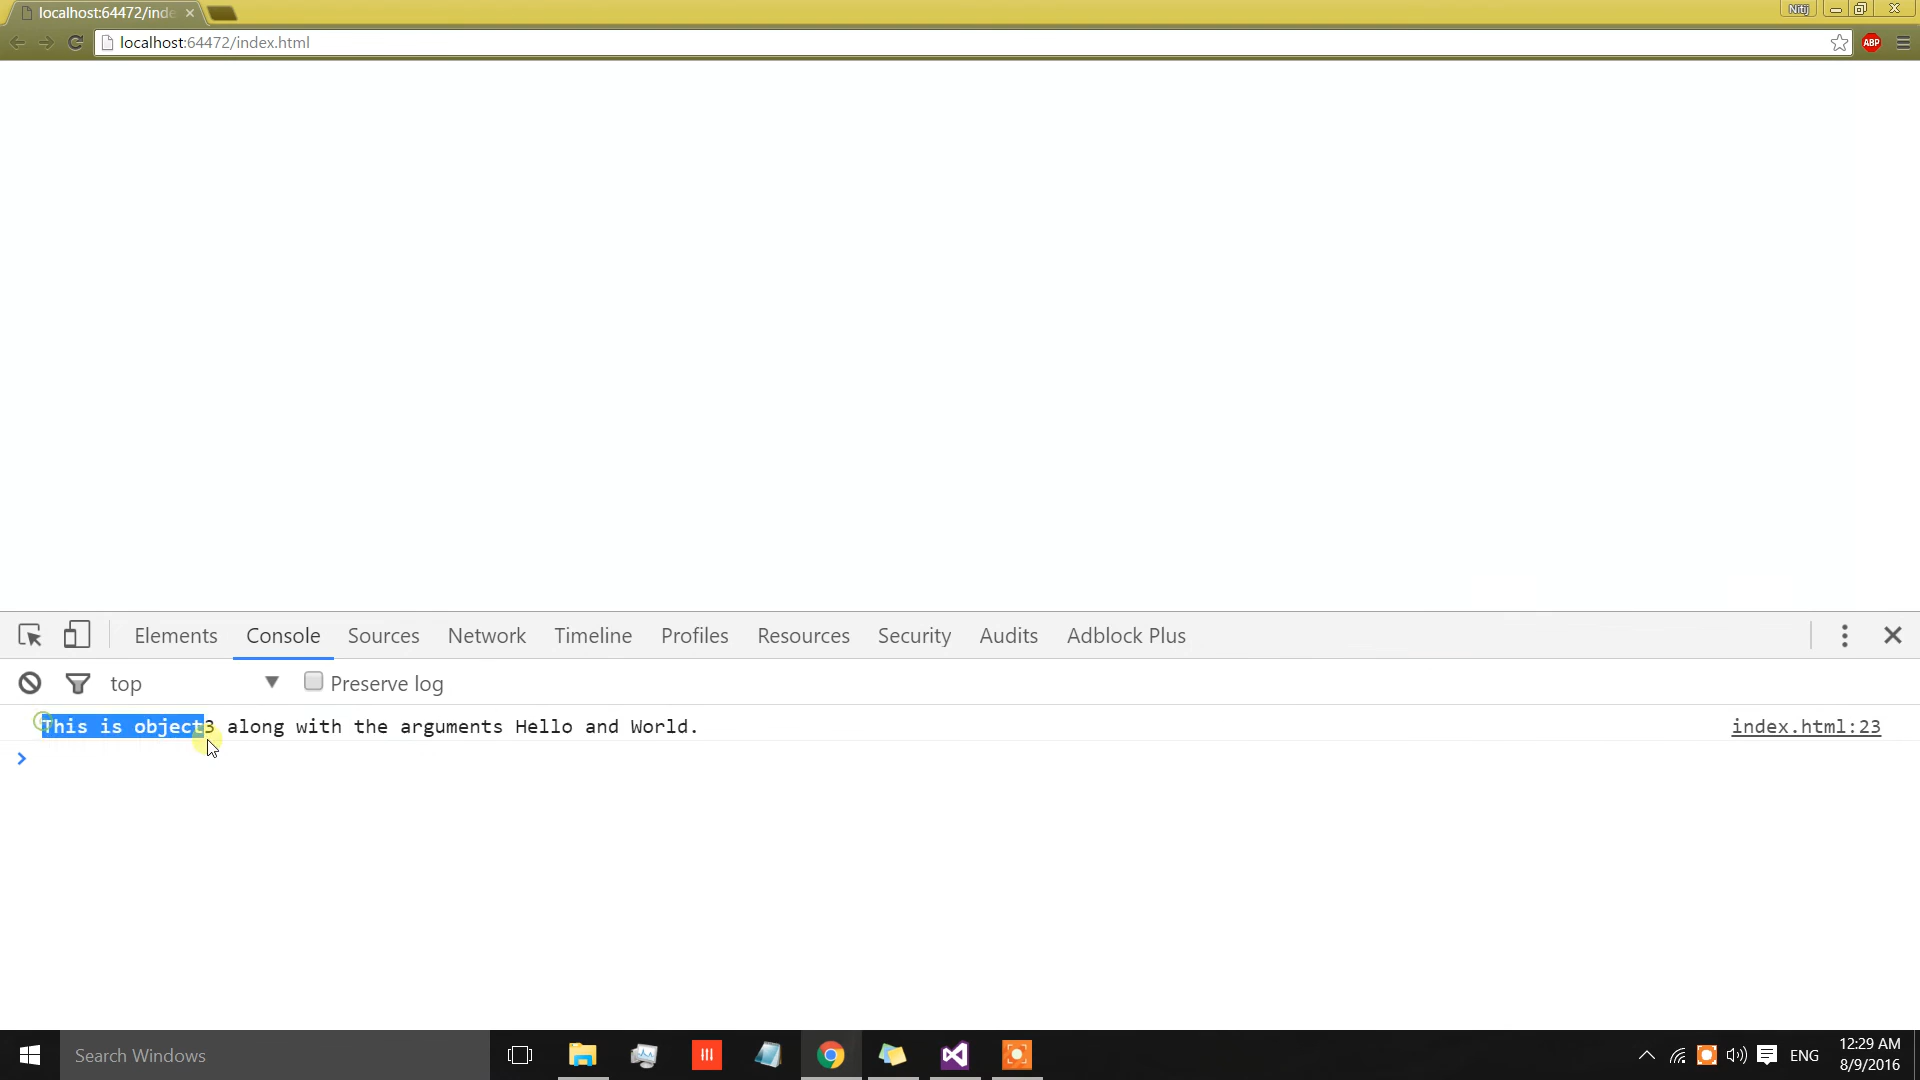 localhost:64472/inde
Nitij
localhost:64472/index.html
ABP
Elements Console Sources Network Timeline Profiles Resources Security Audits Adblock Plus
top Preserve log
This is object3 along with the arguments Hello and World. index.html:23
Search Windows
ENG
12:29 AM
8/9/2016